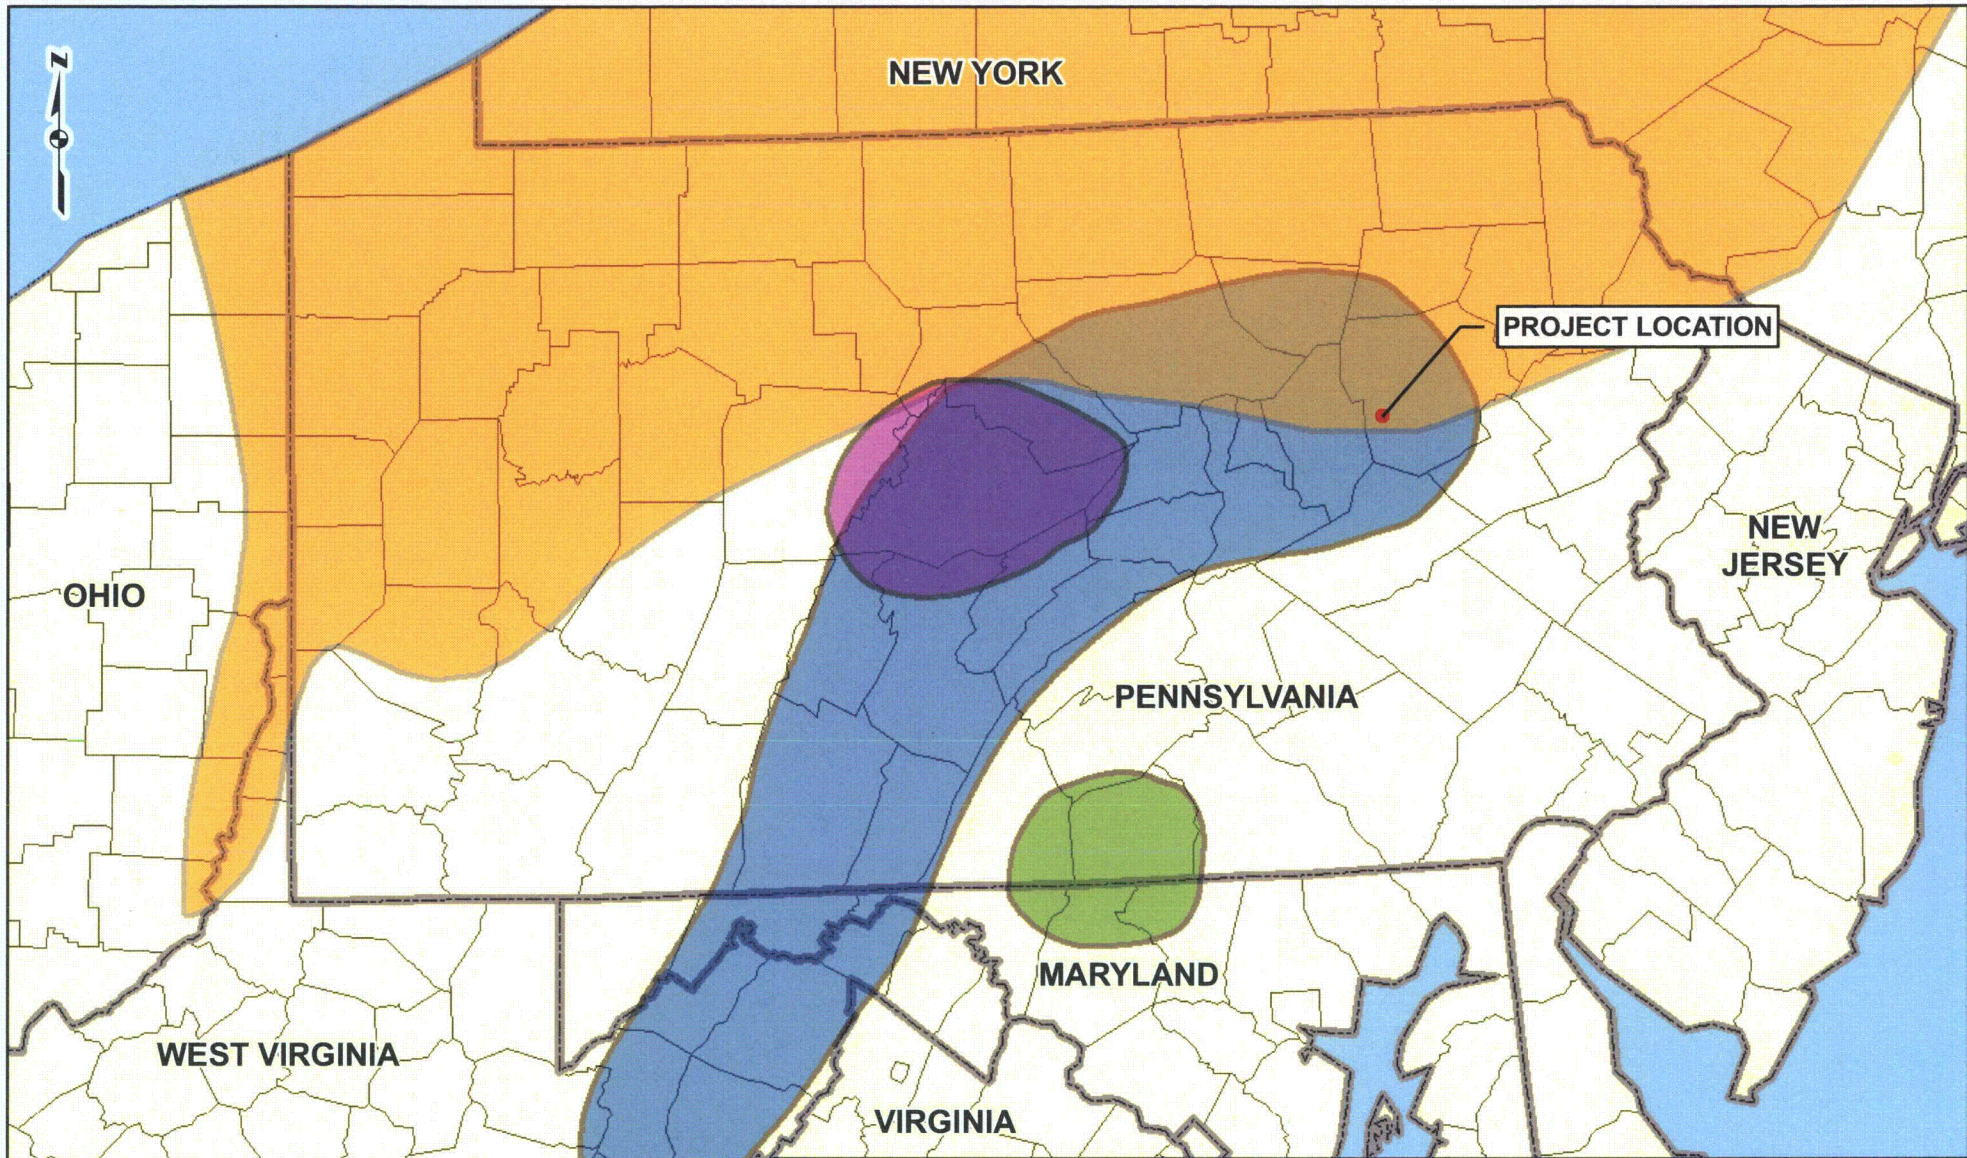 N
NEW YORK
PROJECT LOCATION
NEW
JERSEY
OHIO
PENNSYLVANIA
MARYLAND
WEST VIRGINIA
VIRGINIA